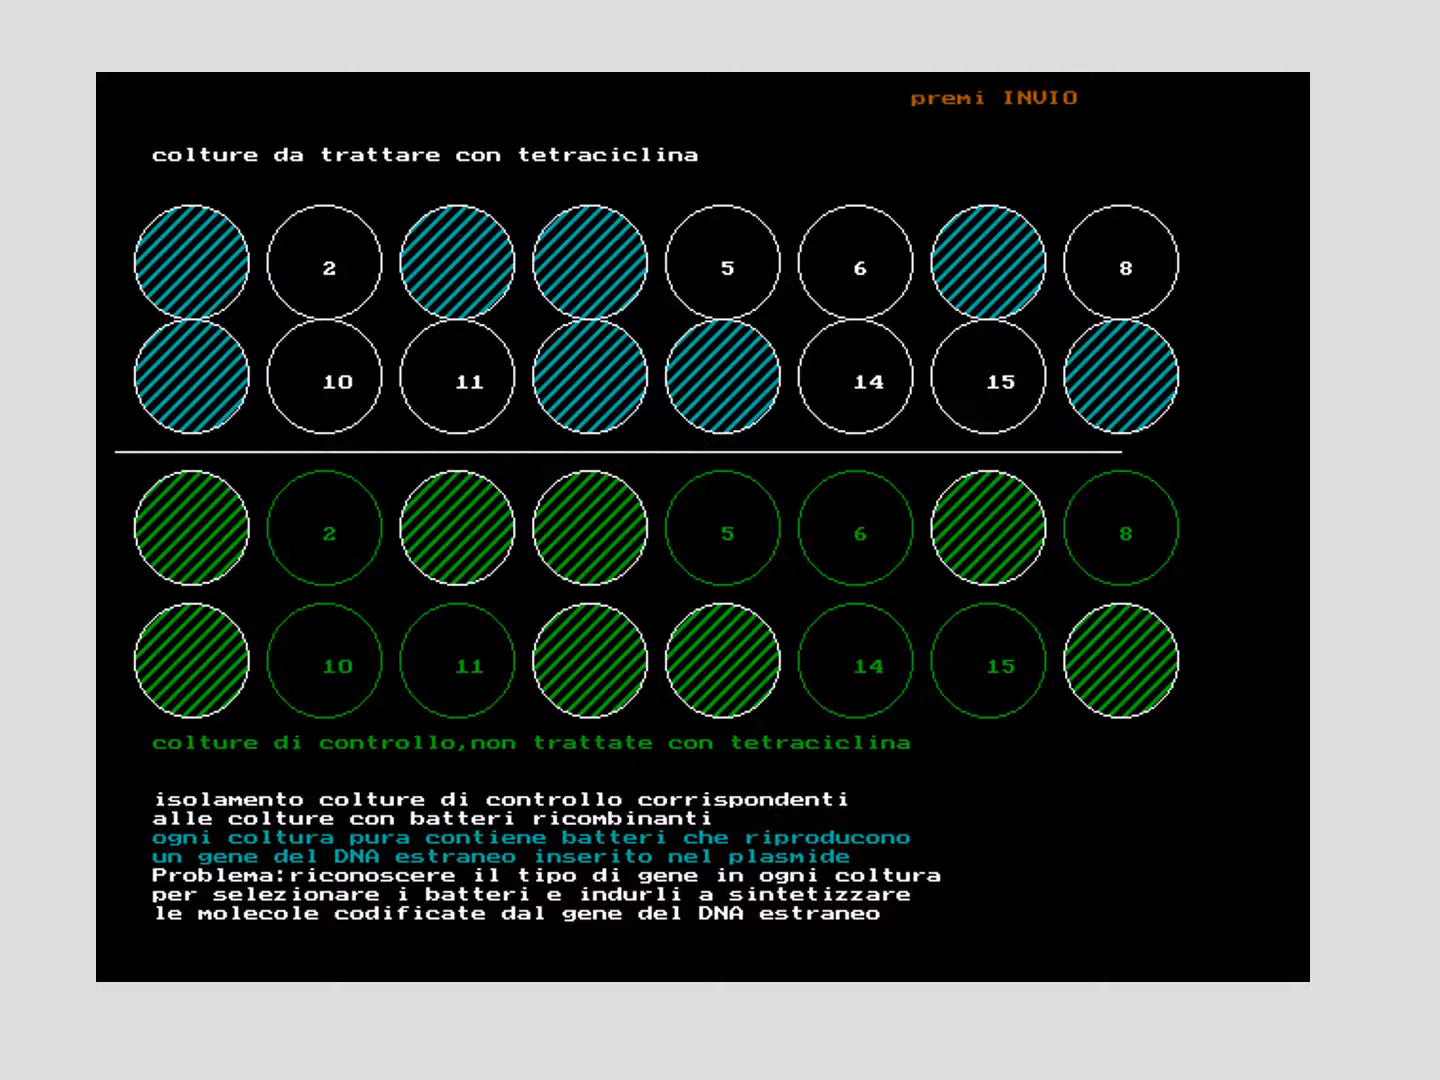 premi INVIO
colture da trattare con tetraciclina
2 5 6 8
10 11 14 15
2 5 6 8
10 11 14 15
colture di controllo,non trattate con tetraciclina
isolamento colture di controllo corrispondenti
alle colture con batteri ricombinanti
ogni coltura pura contiene batteri che riproducono
un gene del DNA estraneo inserito nel plasmide
Problema:riconoscere il tipo di gene in ogni coltura
per selezionare i batteri e indurli a sintetizzare
le molecole codificate dal gene del DNA estraneo